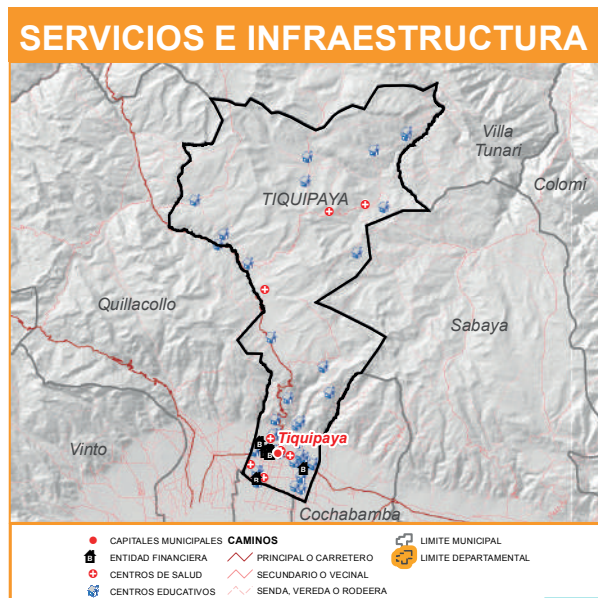 SERVICIOS E INFRAESTRUCTURA
Villa
Tunari
Colomi
TIQUIPAYA
Quillacollo
Sabaya
Tiquipaya
Vinto
B
B
B
B
Cochabamba
CAPITALES MUNICIPALES
B ENTIDAD FINANCIERA
CENTROS DE SALUD
CENTROS EDUCATIVOS
CAMINOS
PRINCIPAL O CARRETERO
SECUNDARIO O VECINAL
SENDA, VEREDA O RODEERA
LIMITE MUNICIPAL
LIMITE DEPARTAMENTAL